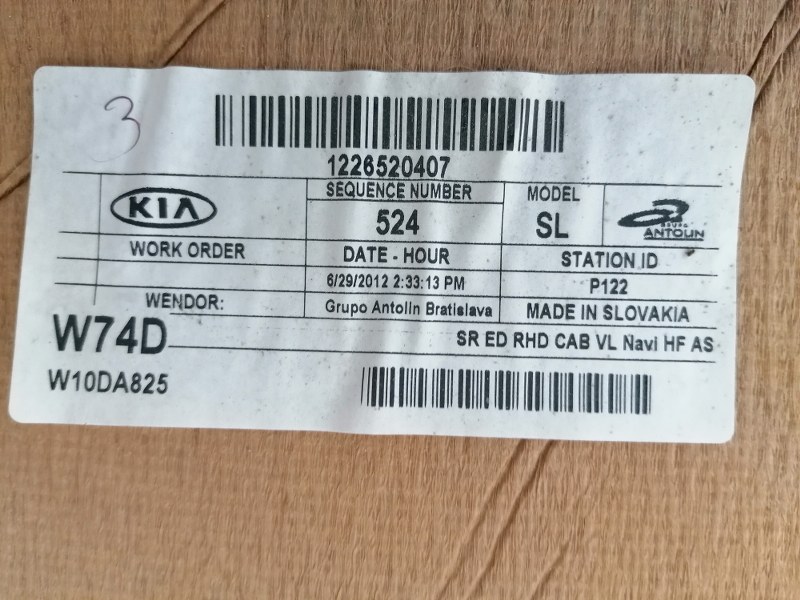 3
1226520407
SEQUENCE NUMBER
MODEL
KIA
524
SL
GRUPO
ANTOLIN
WORK ORDER
DATE - HOUR
STATION ID
6/29/2012 2:33:13 PM
P122
WENDOR:
Grupo Antolin Bratislava
MADE IN SLOVAKIA
W74D
SR ED RHD CAB VL Navi HF AS
W10DA825